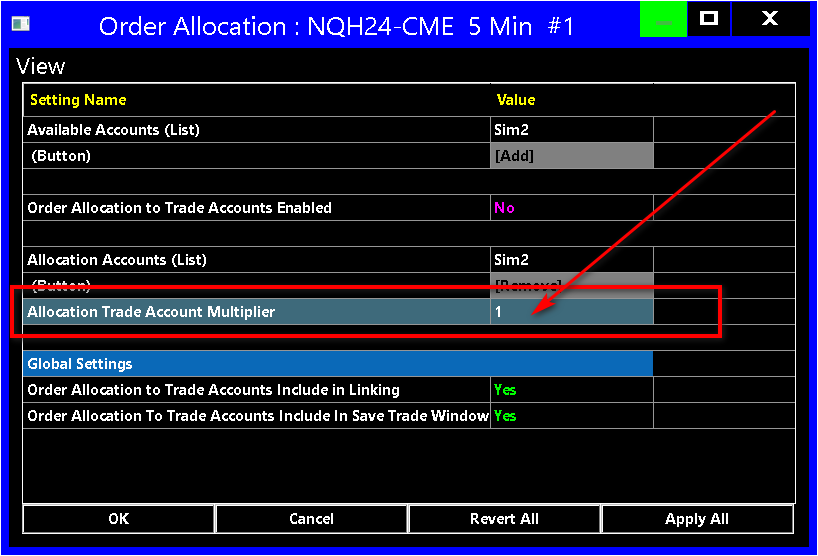 Order Allocation : NQH24-CME 5 Min #1
View
Setting Name Value
Available Accounts (List) Sim2
(Button) [Add]
Order Allocation to Trade Accounts Enabled No
Allocation Accounts (List) Sim2
(Button) [Remove]
Allocation Trade Account Multiplier 1
Global Settings
Order Allocation to Trade Accounts Include in Linking Yes
Order Allocation To Trade Accounts Include In Save Trade Window Yes
OK Cancel Revert All Apply All